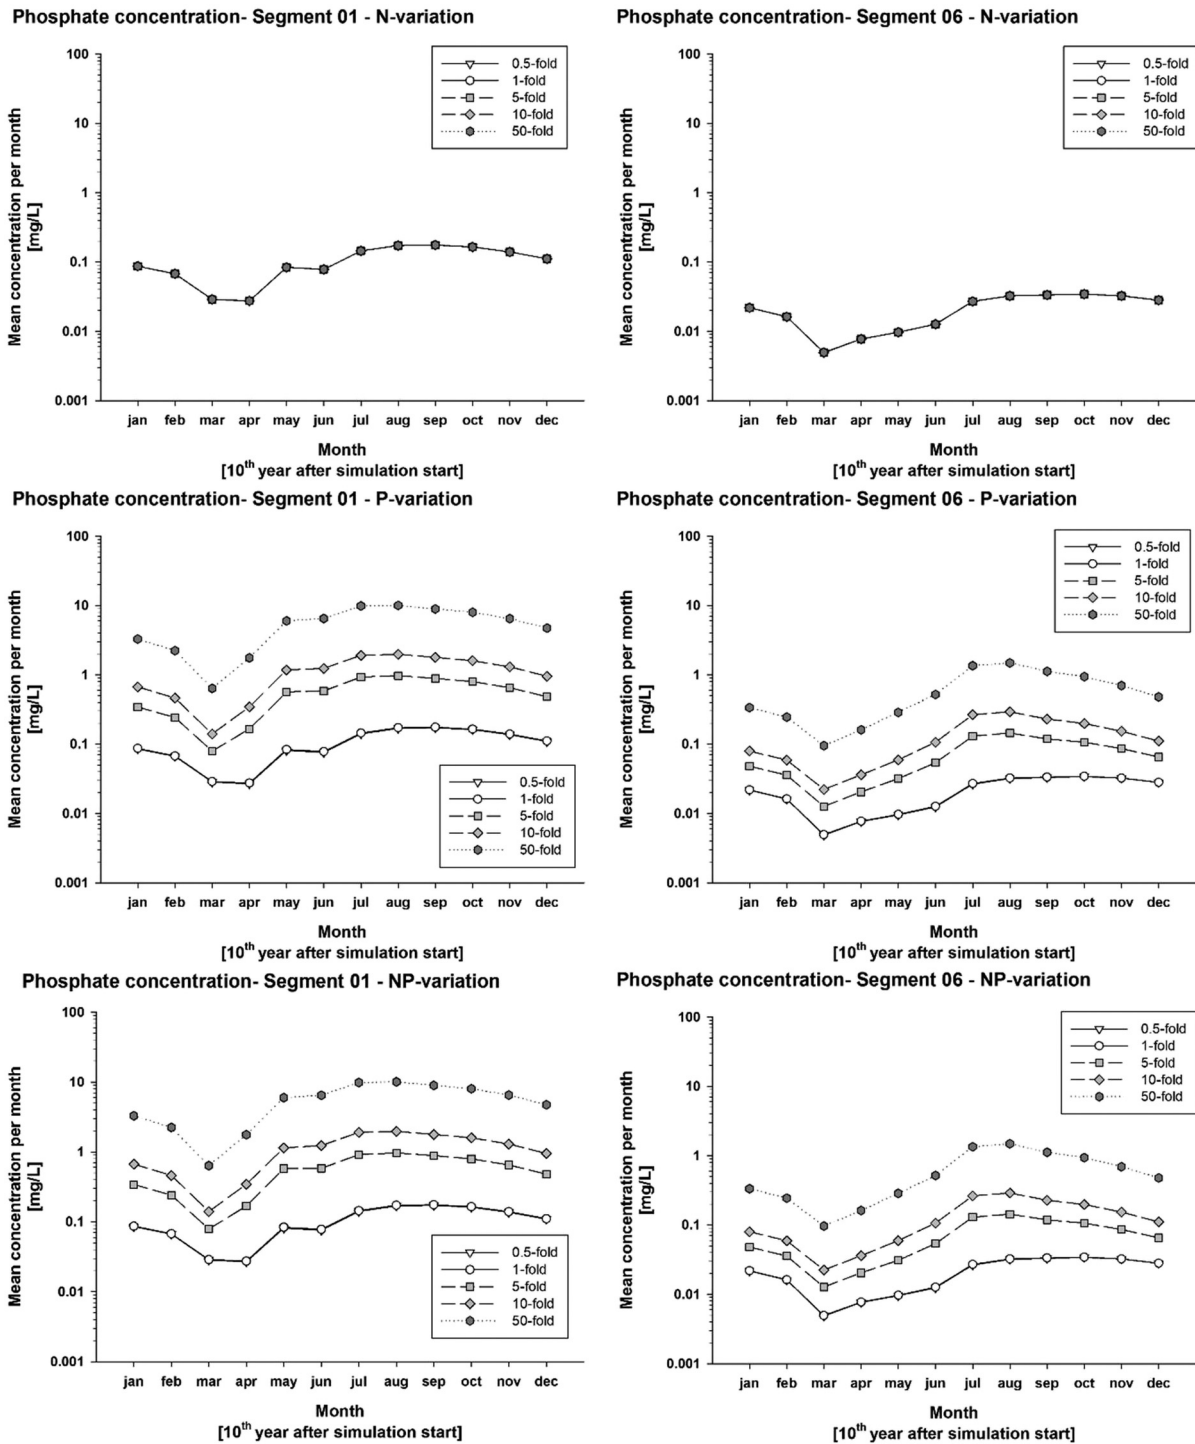 Phosphate concentration- Segment 01 - N-variation
Mean concentration per month
[mg/L]
100
10
1
0.1
0.01
0.001
0.5-fold
1-fold
5-fold
10-fold
50-fold
jan feb mar apr may jun jul aug sep oct nov dec
Month
[10th year after simulation start]
Phosphate concentration- Segment 06 - N-variation
Mean concentration per month
[mg/L]
100
10
1
0.1
0.01
0.001
0.5-fold
1-fold
5-fold
10-fold
50-fold
jan feb mar apr may jun jul aug sep oct nov dec
Month
[10th year after simulation start]
Phosphate concentration- Segment 01 - P-variation
Mean concentration per month
[mg/L]
100
10
1
0.1
0.01
0.001
0.5-fold
1-fold
5-fold
10-fold
50-fold
jan feb mar apr may jun jul aug sep oct nov dec
Month
[10th year after simulation start]
Phosphate concentration- Segment 06 - P-variation
Mean concentration per month
[mg/L]
100
10
1
0.1
0.01
0.001
0.5-fold
1-fold
5-fold
10-fold
50-fold
jan feb mar apr may jun jul aug sep oct nov dec
Month
[10th year after simulation start]
Phosphate concentration- Segment 01 - NP-variation
Mean concentration per month
[mg/L]
100
10
1
0.1
0.01
0.001
0.5-fold
1-fold
5-fold
10-fold
50-fold
jan feb mar apr may jun jul aug sep oct nov dec
Month
[10th year after simulation start]
Phosphate concentration- Segment 06 - NP-variation
Mean concentration per month
[mg/L]
100
10
1
0.1
0.01
0.001
0.5-fold
1-fold
5-fold
10-fold
50-fold
jan feb mar apr may jun jul aug sep oct nov dec
Month
[10th year after simulation start]